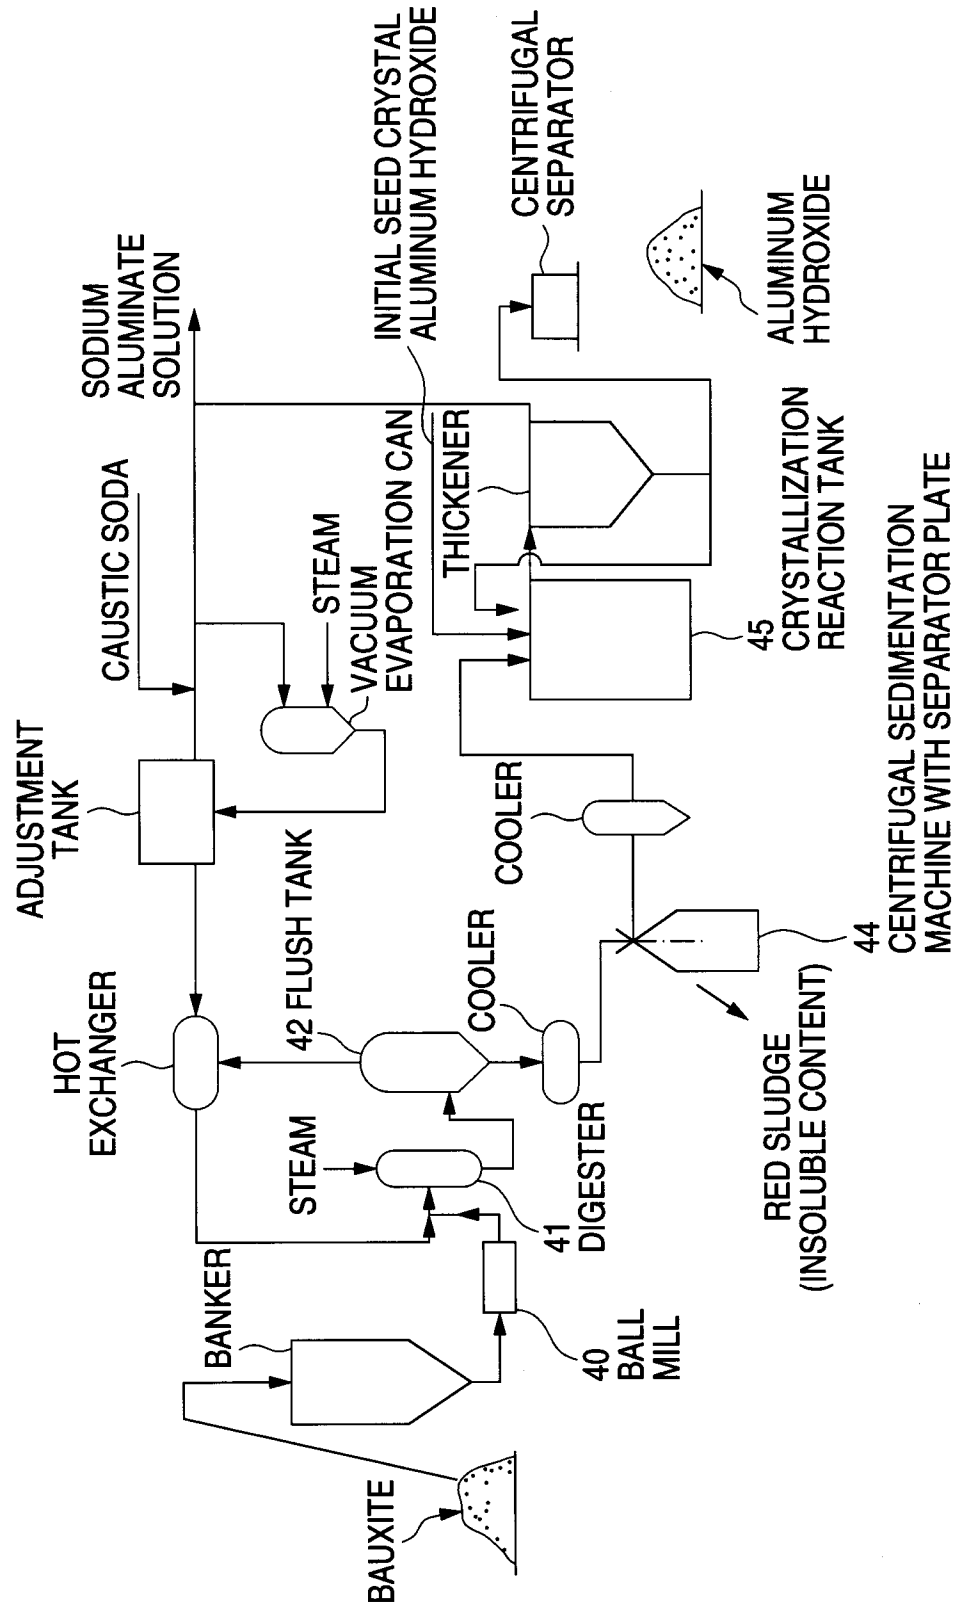 BAUXITE
BANKER
40
BALL
MILL
HOT
EXCHANGER
STEAM
41
DIGESTER
42 FLUSH TANK
COOLER
RED SLUDGE
(INSOLUBLE CONTENT)
44
CENTRIFUGAL SEDIMENTATION
MACHINE WITH SEPARATOR PLATE
ADJUSTMENT
TANK
CAUSTIC SODA
STEAM
VACUUM
EVAPORATION CAN
COOLER
45
CRYSTALLIZATION
REACTION TANK
THICKENER
SODIUM
ALUMINATE
SOLUTION
INITIAL SEED CRYSTAL
ALUMINUM HYDROXIDE
CENTRIFUGAL
SEPARATOR
ALUMINUM
HYDROXIDE